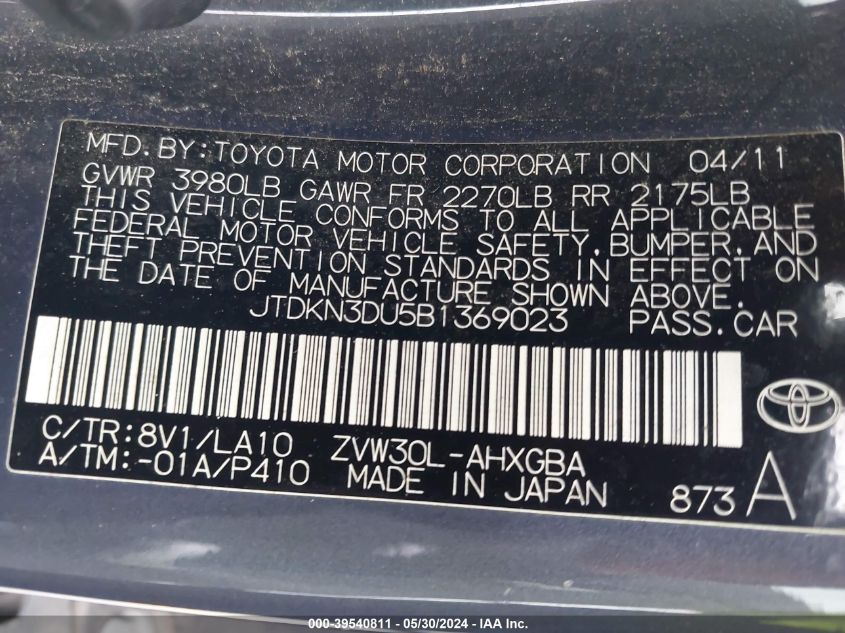 MFD.BY:TOYOTA MOTOR CORPORATION 04/11
GVWR 3980LB GAWR FR 2270LB RR 2175LB
THIS VEHICLE CONFORMS TO ALL APPLICABLE
FEDERAL MOTOR VEHICLE SAFETY,BUMPER,AND
THEFT PREVENTION STANDARDS IN EFFECT ON
THE DATE OF MANUFACTURE SHOWN ABOVE.
JTDKN3DU5B1369023 PASS.CAR
C/TR:8V1/LA10 ZVW30L-AHXGBA
A/TM:-01A/P410 MADE IN JAPAN 873 A
000-39540811 - 05/30/2024 - IAA Inc.